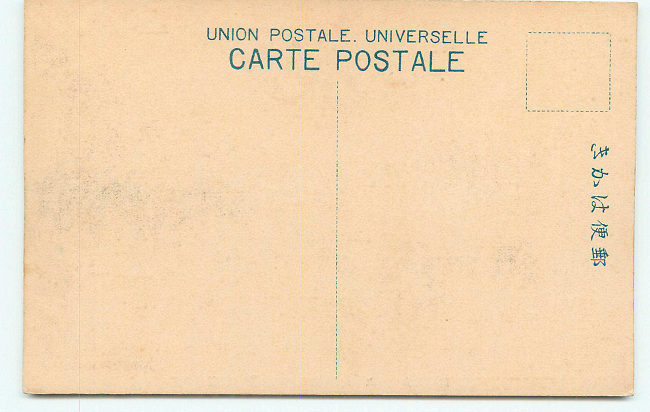 UNION POSTALE. UNIVERSELLE
CARTE POSTALE
郵便はかき